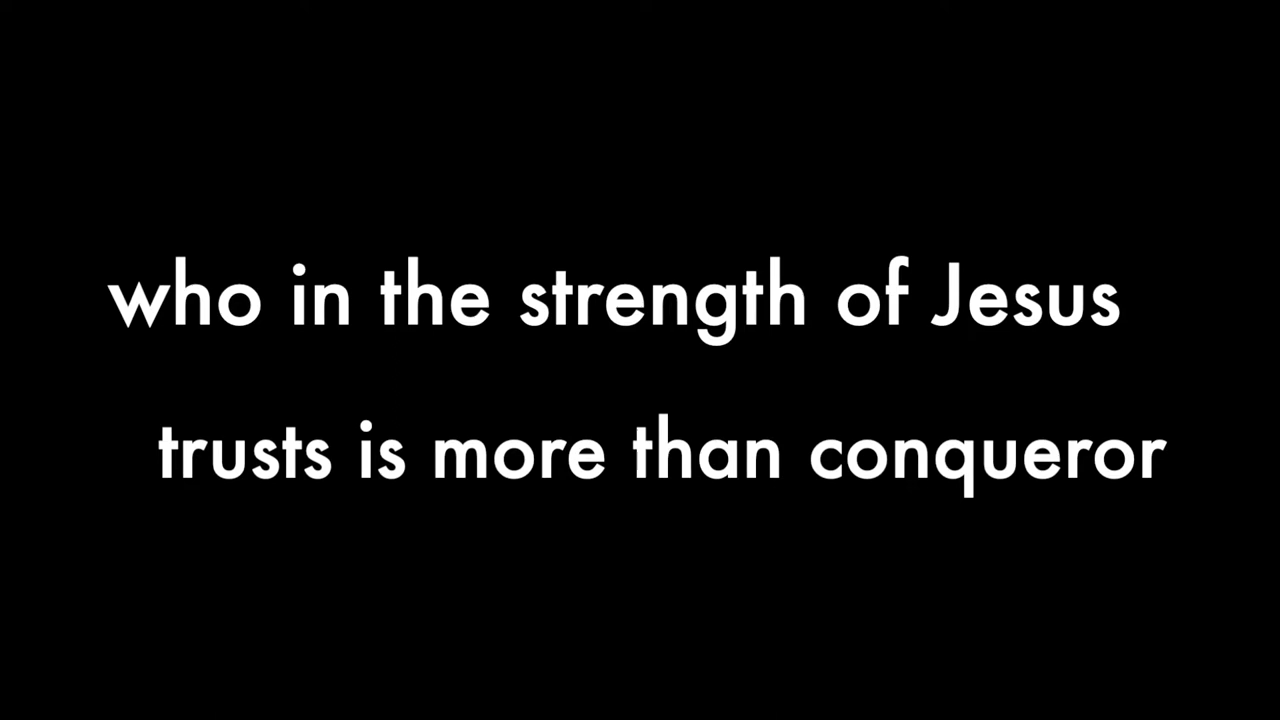 who in the strength of Jesus
trusts is more than conqueror